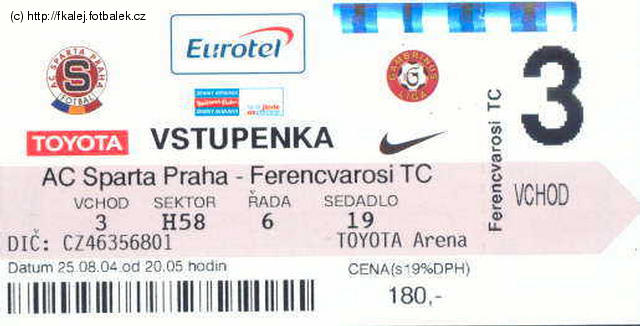 (c) http://fkalej.fotbalek.cz
AC SPARTA PRAHA
S
FOTBAL
Eurotel
GAMBRINUS
G
LIGA
TOYOTA
VSTUPENKA
AC Sparta Praha - Ferencvarosi TC
VCHOD SEKTOR ŘADA SEDADLO
3 H58 6 19
DIČ: CZ46356801 TOYOTA Arena
Datum 25.08.04 od 20.05 hodin
CENA(s19%DPH)
180,-
Ferencvarosi TC
3
VCHOD